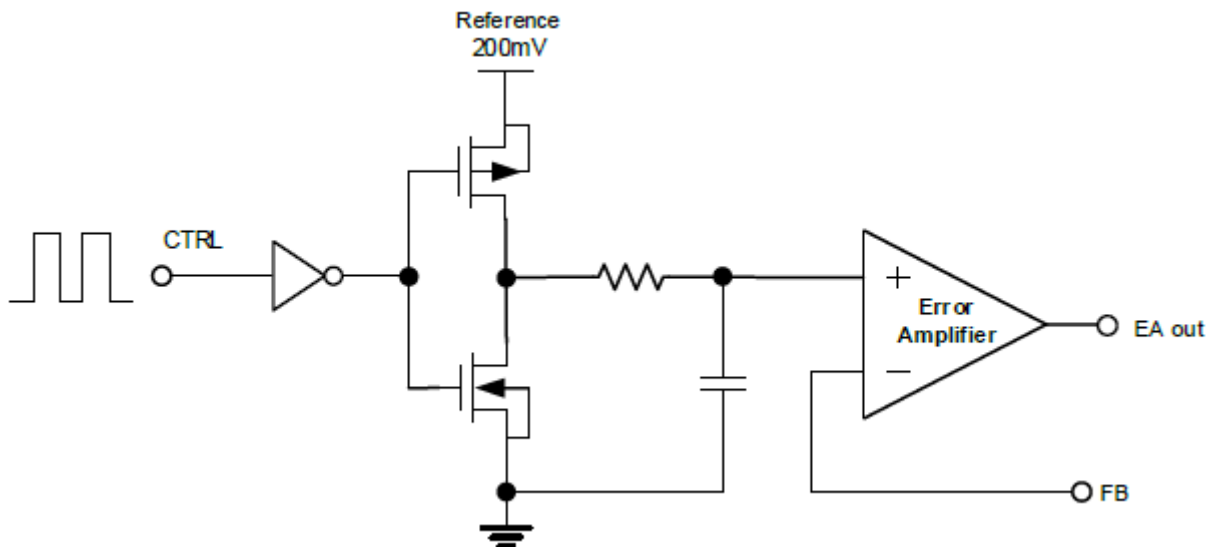 Reference
200mV
CTRL
+
Error
Amplifier
−
EA out
FB